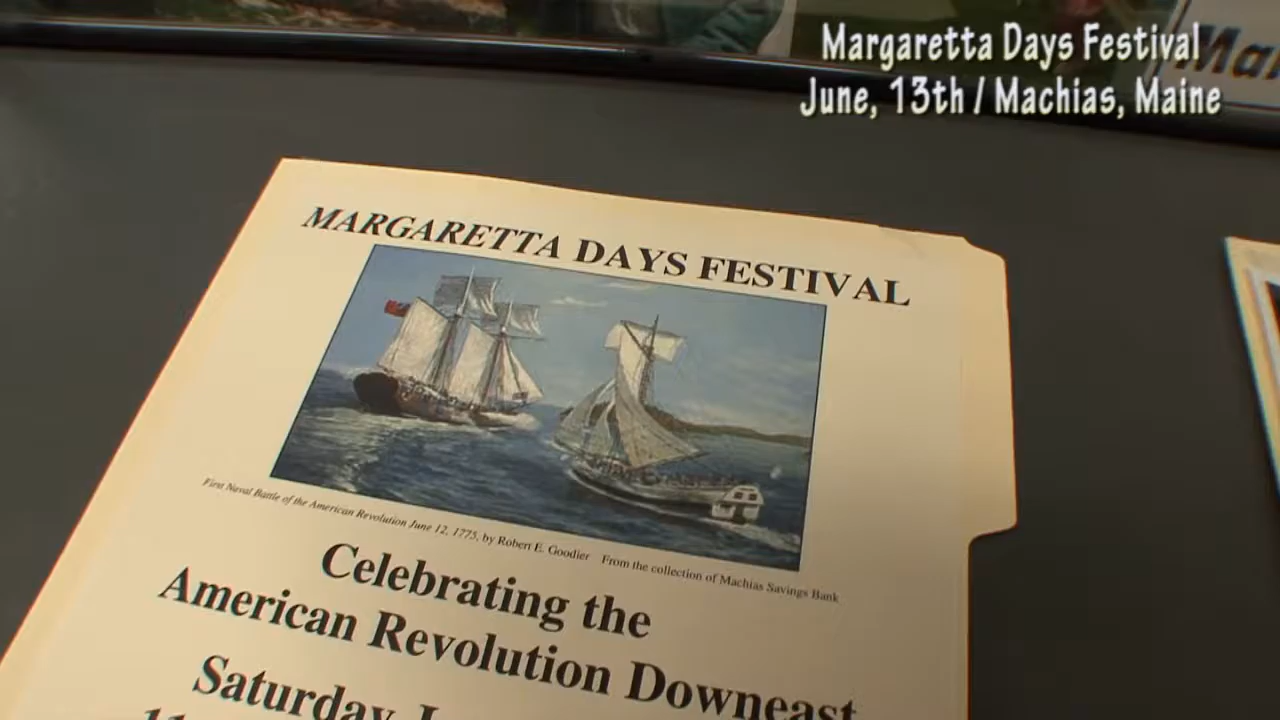 Margaretta Days Festival
June, 13th / Machias, Maine
MARGARETTA DAYS FESTIVAL
First Naval Battle of the American Revolution June 12, 1775, by Robert E. Goodier From the collection of Machias Savings Bank
Celebrating the
American Revolution Downeast
Saturday